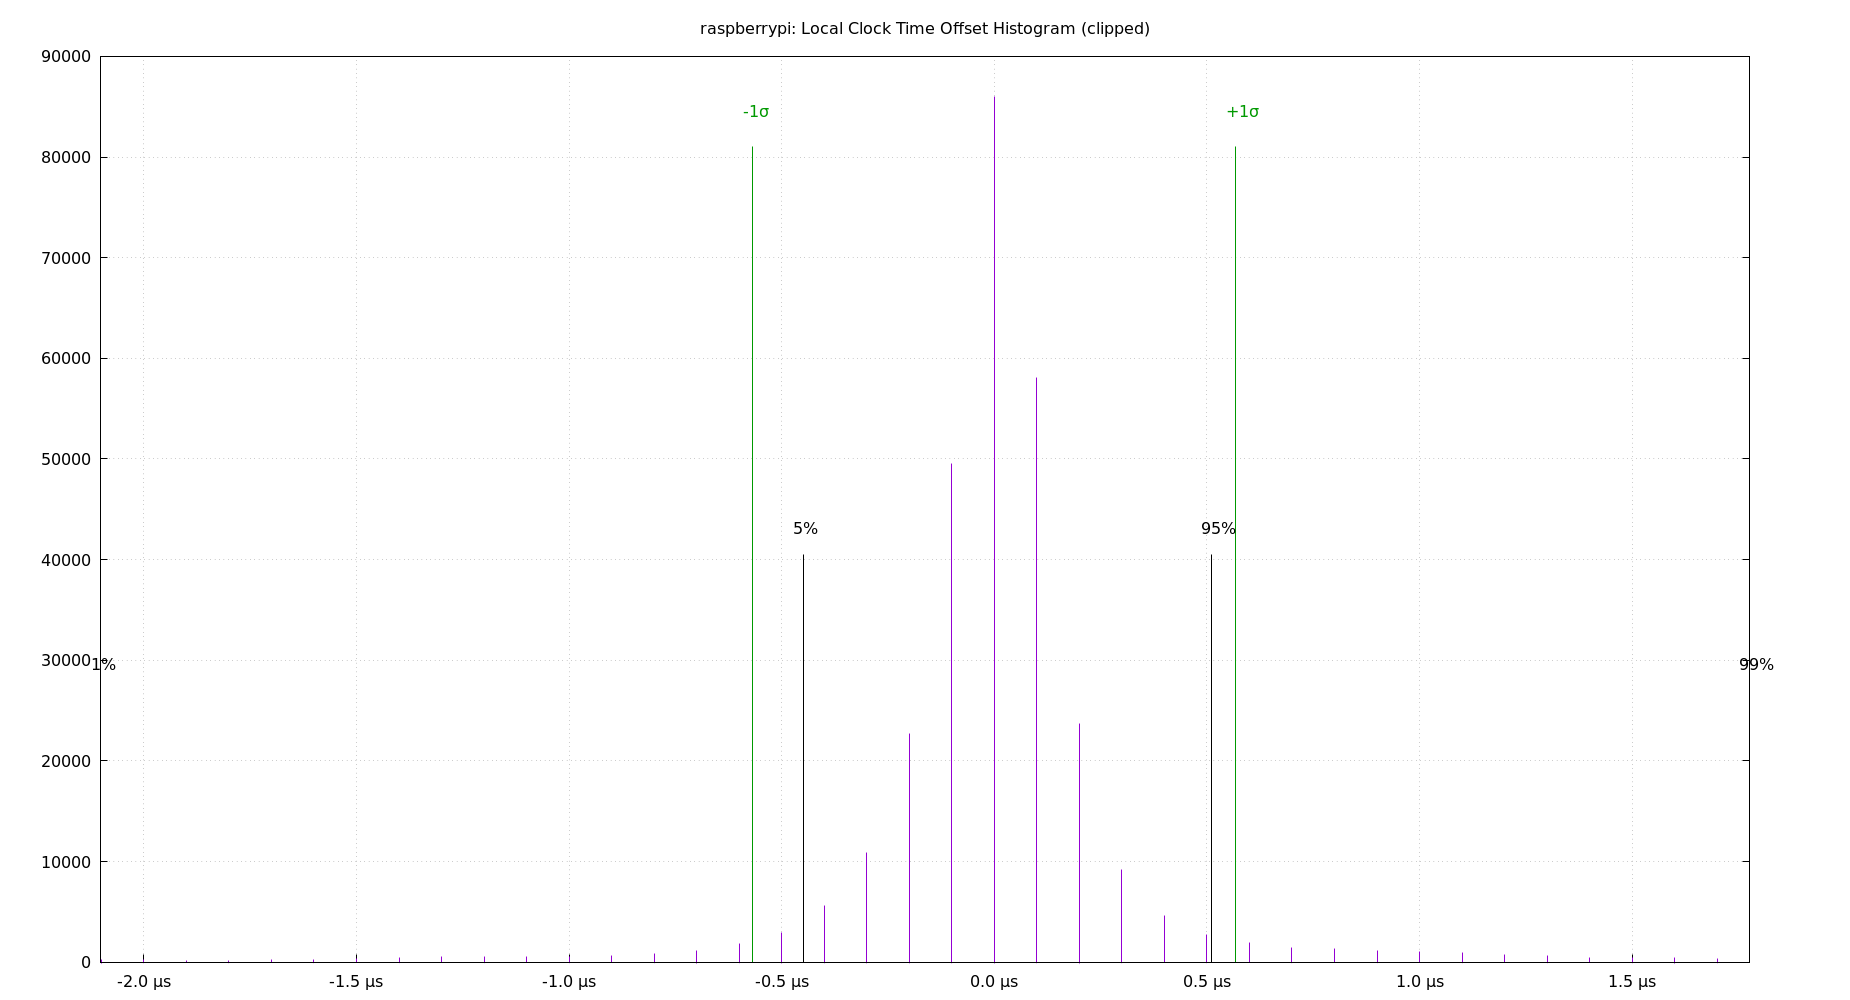 raspberrypi: Local Clock Time Offset Histogram (clipped)
90000
-1σ
+1σ
80000
70000
60000
50000
5%
95%
40000
30000
1%
99%
20000
10000
0
-2.0 µs
-1.5 µs
-1.0 µs
-0.5 µs
0.0 µs
0.5 µs
1.0 µs
1.5 µs